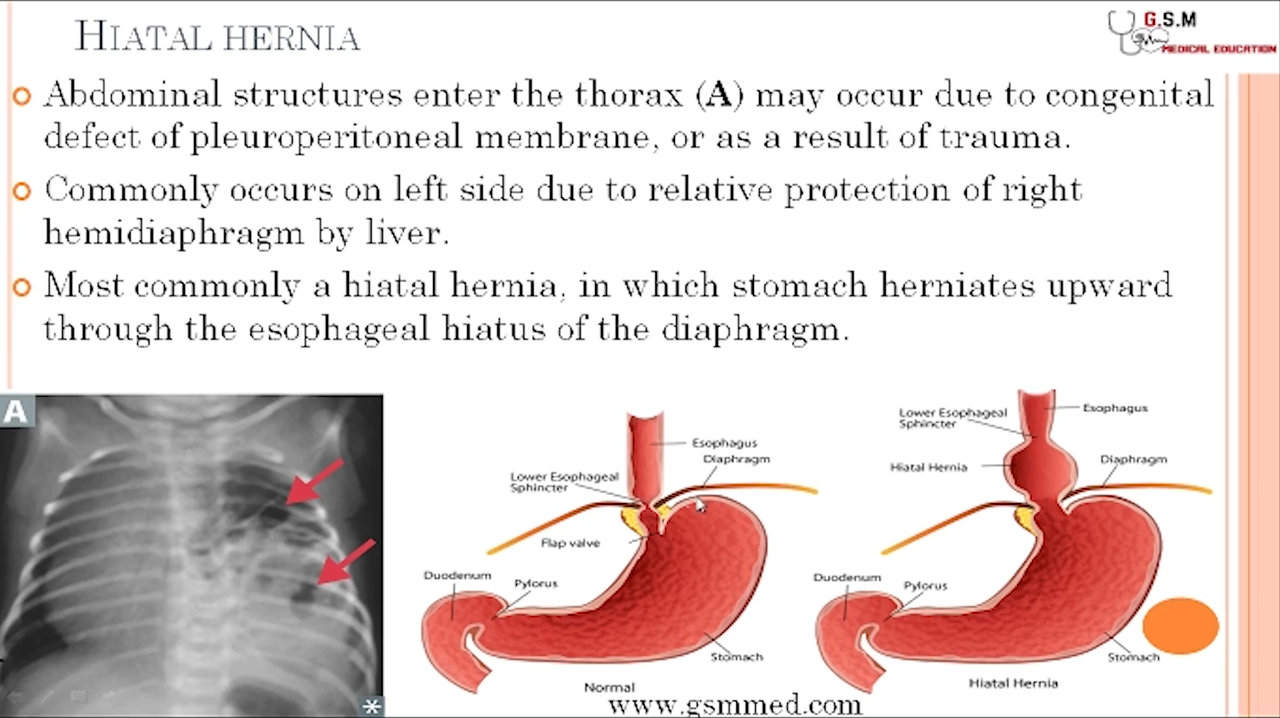 HIATAL HERNIA
G.S.M
MEDICAL EDUCATION
Abdominal structures enter the thorax (A) may occur due to congenital
defect of pleuroperitoneal membrane, or as a result of trauma.
Commonly occurs on left side due to relative protection of right
hemidiaphragm by liver.
Most commonly a hiatal hernia, in which stomach herniates upward
through the esophageal hiatus of the diaphragm.
A
Esophagus
Diaphragm
Lower Esophageal
Sphincter
Flap valve
Duodenum
Pylorus
Stomach
Normal
Lower Esophageal
Sphincter
Esophagus
Hiatal Hernia
Diaphragm
Duodenum
Pylorus
Stomach
Hiatal Hernia
www.gsmmed.com